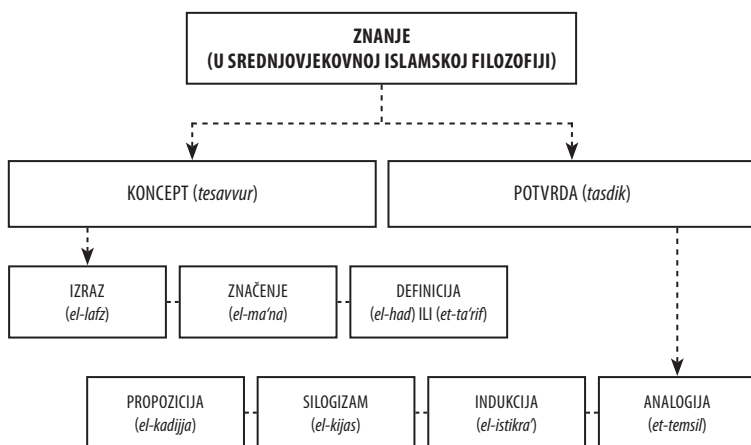 ZNANJE
(U SREDNJOVJEKOVNOJ ISLAMSKOJ FILOZOFIJI)
KONCEPT (tesavvur)
POTVRDA (tasdik)
IZRAZ
(el-lafz)
ZNAČENJE
(el-ma'na)
DEFINICIJA
(el-had) ILI (et-ta'rif)
PROPOZICIJA
(el-kadijja)
SILOGIZAM
(el-kijas)
INDUKCIJA
(el-istikra')
ANALOGIJA
(et-temsil)